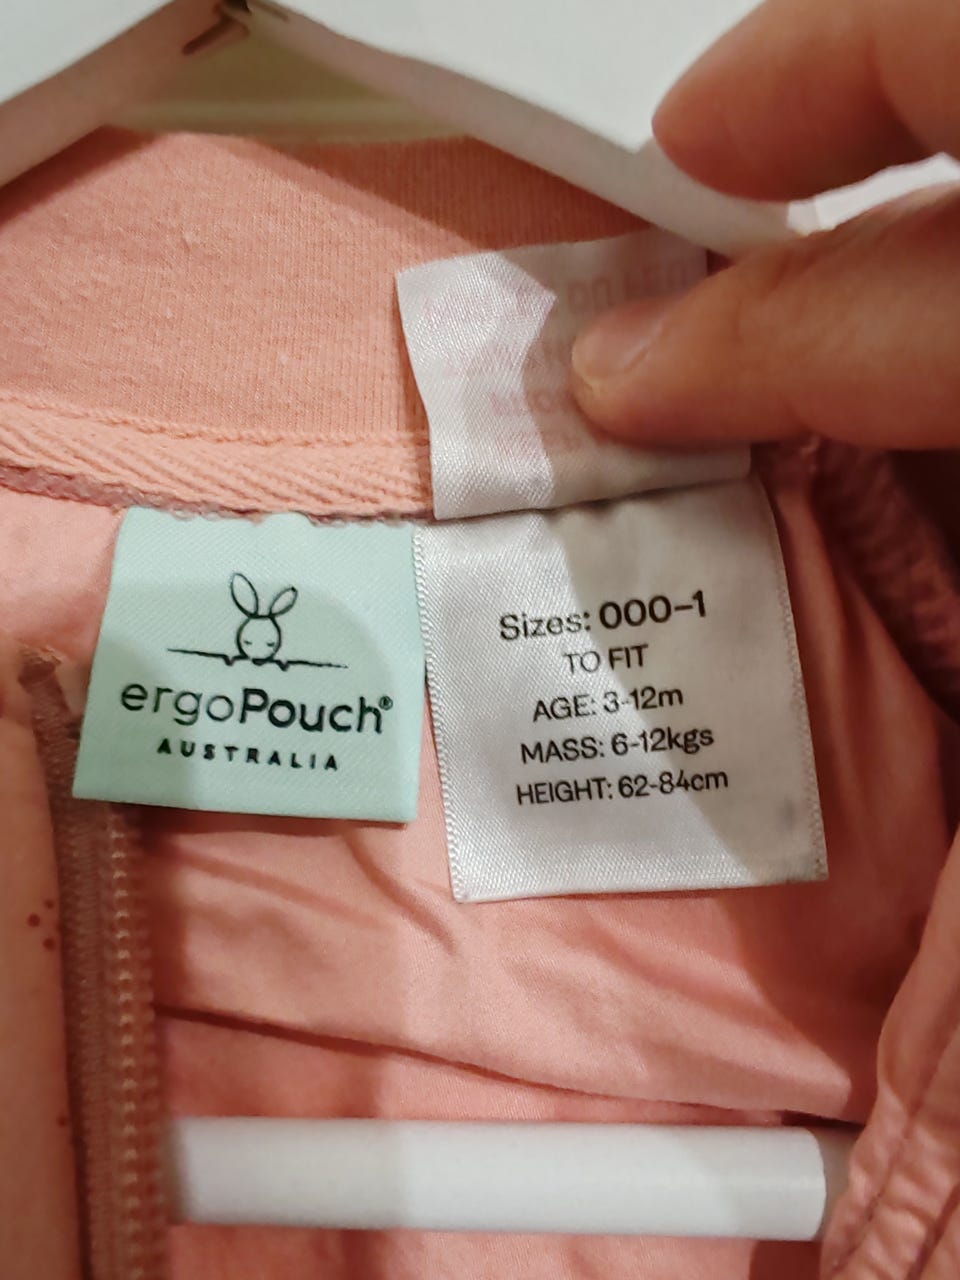 ergoPouch®
AUSTRALIA
Sizes: 000-1
TO FIT
AGE: 3-12m
MASS: 6-12kgs
HEIGHT: 62-84cm